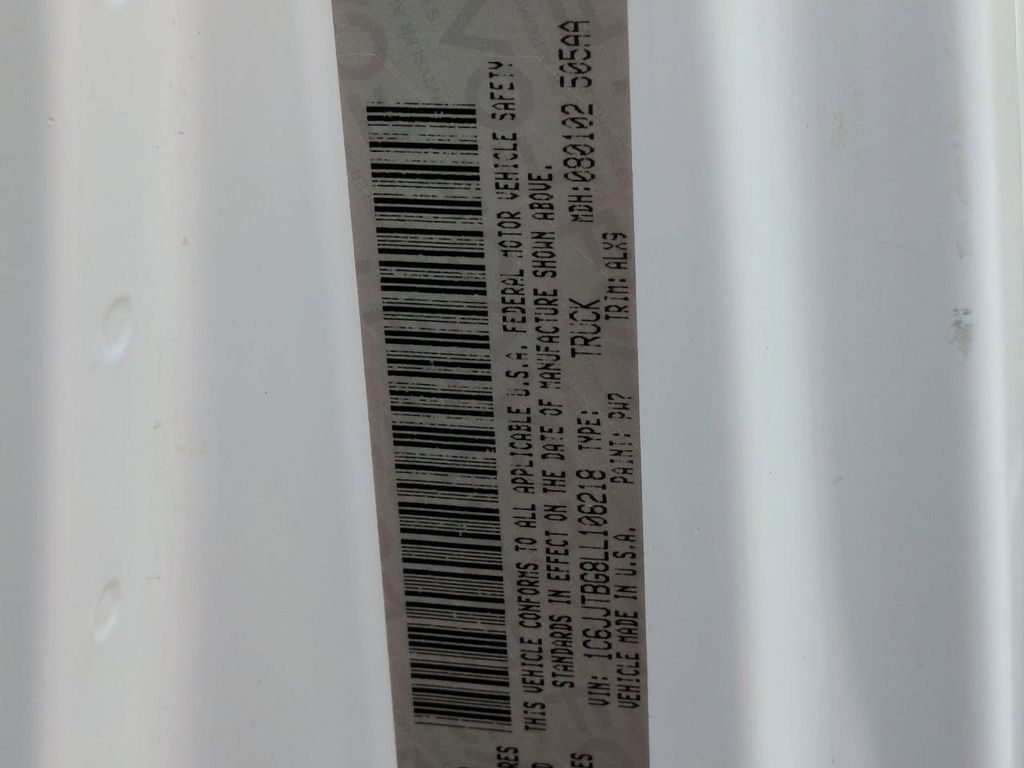 THIS VEHICLE CONFORMS TO ALL APPLICABLE U.S.A. FEDERAL MOTOR VEHICLE SAFETY
STANDARDS IN EFFECT ON THE DATE OF MANUFACTURE SHOWN ABOVE.
VIN: 1C6JJTBG8LL106218 TYPE: TRUCK MDH:080102 505AA
VEHICLE MADE IN U.S.A. PAINT: PW7 TRIM: ALX9